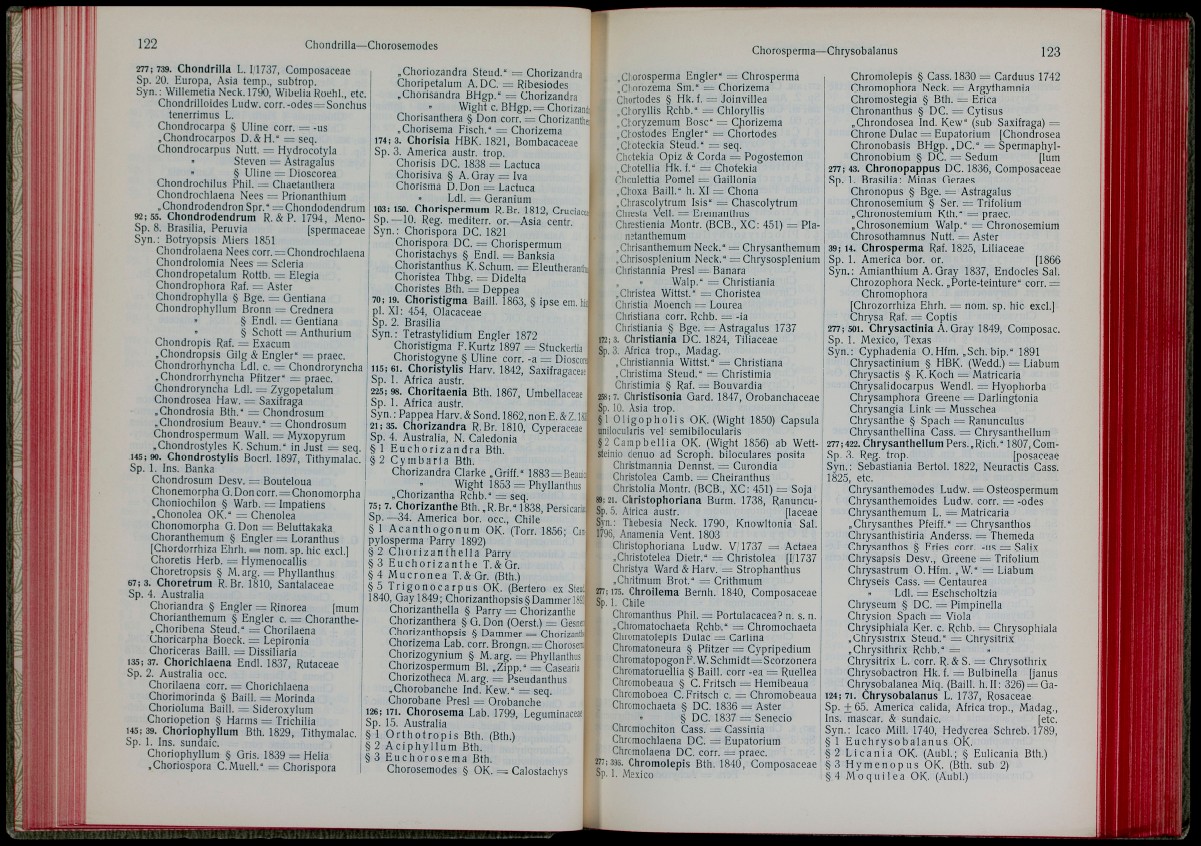 122
Chondrilla—Chorosemodes
277; 739. Chondrilla L. I/1737, Composaceae
Sp. 20. Europa, Asia temp., subtrop.
Syn.: Willemetia Neck. 1790, Wibelia Roehl., etc.
Chondrilloides Ludw. corr. -odes = Sonchus
tenerrimus L.
Chondrocarpa § Uline corr. = -us
„Chondrocarpos D. & H.“ = seq.
Chondrocarpus Nutt. = Hydrocotyla
" Steven = Astragalus
" § Uline = Dioscorea
Chondrochilus Phil. = Chaetanthera
Chondrochlaena Nees = Prionanthium
„Chondrodendron Spr.“ = Chondodendrum
92; 55. Chondrodendrum R. & P. 1794, Meno-
Sp. 8. Brasilia, Peruvia [spermaceae
Syn.: Botryopsis Miers 1851
Chondrolaena Nees corr. = Chondrochlaena
Chondrolomia Nees = Scleria
Chondropetalum Rottb. = Elegia
Chondrophora Raf. = Aster
Chondrophylla § Bge. = Gentiana
Chondrophyllum Bronn = Crednera
" § Endl. = Gentiana
" § Schott = Anthurium
Chondropis Raf. = Exacum
„Chondropsis Gilg & Engler“ = praec.
Chondrorhyncha Ldl. c. = Chondroryncha
„Chondrorrhyncha Pfitzer“ = praec.
Chondroryncha Ldl. = Zygopetalum
Chondrosea Haw. = Saxifraga
„Chondrosia Bth.“ = Chondrosum
„Chondrosium Beauv.“ = Chondrosum
Chondrospermum Wall. = Myxopyrum
„Chondrostyles K. Schum.“ in Just = seq.
145; 90. Chondrostylis Boerl. 1897, Tithymalac.
Sp. 1. Ins. Banka
Chondrosum Desv. = Bouteloua
Chonemorpha G. Don corr. = Chonomorpha
Choniochilon § Warb. = Impatiens
„Chonolea OK.“ = Chenolea
Chonomorpha G. Don = Beluttakaka
Choranthemum § Engler = Loranthus
[Chordorrhiza Ehrh. = nom. sp. hic excl.]
Choretis Herb. = Hymenocallis
Choretropsis § M. arg. = Phyllanthus
67; 3. Choretrum R. Br. 1810, Santalaceae
Sp. 4. Australia
Choriandra § Engler = Rinorea [mum
Chorianthemum § Engler c. = Choranthe-
„Choribena Steud.“ = Chorilaena
Choricarpha Boeck. = Lepironia
Choriceras Baill. = Dissiliaria
135; 37. Chorichlaena Endl. 1837, Rutaceae
Sp. 2. Australia occ.
Chorilaena corr. = Chorichlaena
Chorimorinda § Baill. = Morinda
Chorioluma Baill. = Sideroxylum
Choriopetion § Harms = Trichilia
145; 39. Choriophyllum Bth. 1829, Tithymalac.
Sp. 1. Ins. sundaic.
Choriophyllum § Gris. 1839 = Helia
„Choriospora C. Muell.“ = Chorispora
„Choriozandra Steud.“ = Chorizandra
Choripetalum A. DC. = Ribesiodes
„Chorisandra BHgp.“ = Chorizandra
" Wight c. BHgp. =
Chorisanthera § Don corr. =
„Chorisema Fisch.“ = Chorizema
174; 3. Chorisia HBK. 1821, Bombacaceae
Sp. 3. America austr. trop.
Chorisis DC. 1838 = Lactuca
Chorisiva § A. Gray = Iva
Chorisma D. Don = Lactuca
" Ldl. = Geranium
103; 150. Chorispermum R. Br. 1812,
Sp. —10. Reg. mediterr. or.—Asia centr.
Syn.: Chorispora DC. 1821
Chorispora DC. = Chorispermum
Choristachys § Endl. = Banksia
Choristanthus K. Schum. =
Choristea Thbg. = Didelta
Choristes Bth. = Deppea
70; 19. Choristigma Baill. 1863, § ipse em.
pl. XI: 454, Olacaceae
Sp. 2. Brasilia
Syn.: Tetrastylidium Engler 1872
Choristigma F. Kurtz 1897 = Stuckertia
Choristogyne § Uline corr. -a =
115; 61. Choristylis Harv. 1842, Saxifragaceae
Sp. 1. Africa austr.
225; 98. Choritaenia Bth. 1867, Umbellaceae
Sp. 1. Africa austr.
Syn.: Pappea Harv. & Sond. 1862, non E. & Z.
21; 35. Chorizandra R. Br. 1810, Cyperaceae
Sp. 4. Australia, N. Caledonia
§ 1 Euchorizandra Bth.
§ 2 Cymbaria Bth.
Chorizandra Clarke „Griff.“ 1883 =
" Wight 1853 = Phyllanthus
„Chorizantha Rchb.“ = seq.
75; 7. Chorizanthe Bth. „R. Br.“ 1838,
Sp. —34. America bor. occ., Chile
§ 1 Acanthogonum OK. (Torr. 1856;
pylosperma Parry 1892)
§ 2 Chorizanthella Parry
§ 3 Euchorizanthe T. & Gr.
§ 4 Mucronea T. & Gr. (Bth.)
§ 5 Trigonocarpus OK. (Bertero ex
1840, Gay 1849; Chorizanthopsis § Dammer
Chorizanthella § Parry = Chorizanthe
Chorizanthera § G. Don (Oerst.) =
Chorizanthopsis § Dammer =
Chorizema Lab. corr. Brongn. =
Chorizogynium § M. arg. = Phyllanthus
Chorizospermum Bl. „Zipp.“ = Casearia
Chorizotheca M. arg. = Pseudanthus
„Chorobanche Ind. Kew.“ = seq.
Chorobane Presl = Orobanche
126; 171. Chorosema Lab. 1799, Leguminaceae
Sp. 15. Australia
§ 1 Orthotropis Bth. (Bth.)
§ 2 Aciphyllum Bth.
§ 3 Euchorosema Bth.
Chorosemodes § OK. = Calostachys
Chorosperma—Chrysobalanus
123
„Chorosperma Engler“ = Chrosperma
„Chorozema Sm.“ = Chorizema
Chortodes § Hk. f. = Joinvillea
„Choryllis Rchb.“ = Chloryllis
„Choryzemum Bosc“ = Chorizema
„Chostodes Engler“ = Chortodes
„Choteckia Steud.“ = seq.
Chotekia Opiz & Corda = Pogostemon
„Chotellia Hk. f.“ = Chotekia
Choulettia Pomel = Gaillonia
„Choxa Baill.“ h. XI = Chona
„Chrascolytrum Isis“ = Chascolytrum
Chresta Vell. = Eremanthus
Chrestienia Montr. (BCB., XC: 451) = Pla-
netanthemum
„Chrisanthemum Neck.“ = Chrysanthemum
„Chrisosplenium Neck.“ = Chrysosplenium
Christannia Presl = Banara
„ " Walp.“ = Christiania
„Christea Wittst.“ = Choristea
Christia Moench = Lourea
Christiana corr. Rchb. = -ia
Christiania § Bge. = Astragalus 1737
172; 3. Christiania DC. 1824, Tiliaceae
Sp. 3. Africa trop., Madag.
„Christiannia Wittst.“ = Christiana
„Christima Steud.“ = Christimia
Christimia § Raf. = Bouvardia
258; 7. Christisonia Gard. 1847, Orobanchaceae
Sp. 10. Asia trop.
§ 1 Oligopholis OK. (Wight 1850) Capsula
unilocularis vel semibilocularis
§ 2 Campbellia OK. (Wight 1856) ab Wett-
steinio denuo ad Scroph. biloculares posita
Christmannia Dennst. = Curondia
Christolea Camb. = Cheiranthus
Christolia Montr. (BCB., XC: 451) = Soja
89; 21. Christophoriana Burm. 1738, Ranuncu-
Sp. 5. Africa austr. [laceae
Syn.: Thebesia Neck. 1790, Knowltonia Sal.
1796, Anamenia Vent. 1803
Christophoriana Ludw. V/1737 = Actaea
„Christotelea Dietr.“ = Christolea [I/1737
Christya Ward & Harv. = Strophanthus
„Chritmum Brot.“ = Crithmum
277; 175. Chroilema Bernh. 1840, Composaceae
Sp. 1. Chile
Chromanthus Phil. = Portulacacea? n. s. n.
„Chromatochaeta Rchb.“ = Chromochaeta
Chromatolepis Dulac = Carlina
Chromatoneura § Pfitzer = Cypripedium
Chromatopogon F. W. Schmidt = Scorzonera
Chromatoruellia § Baill. corr -ea = Ruellea
Chromobeaua § C. Fritsch = Hemibeaua
Chromoboea C. Fritsch c. = Chromobeaua
Chromochaeta § DC. 1836 = Aster
" § DC. 1837 = Senecio
Chromochiton Cass. = Cassinia
Chromochlaena DC. = Eupatorium
Chromolaena DC. corr. = praec.
277; 395. Chromolepis Bth. 1840, Composaceae
Sp. 1. Mexico
Chromolepis § Cass. 1830 = Carduus 1742
Chromophora Neck. = Argythamnia
Chromostegia § Bth. = Erica
Chronanthus § DC. = Cytisus
„Chrondosea Ind. Kew“ (sub Saxifraga) =
Chrone Dulac = Eupatorium [Chondrosea
Chronobasis BHgp. „DC.“ = Spermaphyl-
Chronobium § DC. = Sedum [lum
277; 43. Chronopappus DC. 1836, Composaceae
Sp. 1. Brasilia: Minas Geraes
Chronopus § Bge. = Astragalus
Chronosemium § Ser. = Trifolium
„Chronostemium Kth.“ = praec.
„Chrosonemium Walp.“ = Chronosemium
Chrosothamnus Nutt. = Aster
39; 14. Chrosperma Raf. 1825, Liliaceae
Sp. 1. America bor. or. [1866
Syn.: Amianthium A. Gray 1837, Endocles Sal.
Chrozophora Neck. „Porte-teinture“ corr. =
Chromophora
[Chrozorrhiza Ehrh. = nom. sp. hic excl.]
Chrysa Raf. = Coptis
277; 501. Chrysactinia A. Gray 1849, Composac.
Sp. 1. Mexico, Texas
Syn.: Cyphadenia O. Hfm. „Sch. bip.“ 1891
Chrysactinium § HBK. (Wedd.) = Liabum
Chrysactis § K. Koch = Matricaria
Chrysalidocarpus Wendl. = Hyophorba
Chrysamphora Greene = Darlingtonia
Chrysangia Link = Musschea
Chrysanthe § Spach = Ranunculus
Chrysanthellina Cass. = Chrysanthellum
277; 422. Chrysanthellum Pers. „Rich.“ 1807, Com-
Sp. 3. Reg. trop. [posaceae
Syn.: Sebastiania Bertol. 1822, Neuractis Cass.
1825, etc.
Chrysanthemodes Ludw. = Osteospermum
Chrysanthemoides Ludw. corr. = -odes
Chrysanthemum L. = Matricaria
„Chrysanthes Pfeiff.“ = Chrysanthos
Chrysanthistiria Anderss. = Themeda
Chrysanthos § Fries corr. -us = Salix
Chrysapsis Desv., Greene = Trifolium
Chrysastrum O. Hfm. „W.“ = Liabum
Chryseis Cass. = Centaurea
" Ldl. = Eschscholtzia
Chryseum § DC. = Pimpinella
Chrysion Spach = Viola
Chrysiphiala Ker. c. Rchb. = Chrysophiala
„Chrysistrix Steud.“ = Chrysitrix
„Chrysithrix Rchb.“ = "
Chrysitrix L. corr. R. & S. = Chrysothrix
Chrysobactron Hk. f. = Bulbinella [janus
Chrysobalanea Miq. (Baill. h. II: 326) = Ga-
124; 71. Chrysobalanus L. 1737, Rosaceae
Sp. ± 65. America calida, Africa trop., Madag.,
Ins. mascar. & sundaic. [etc.
Syn.: Icaco Mill. 1740, Hedycrea Schreb. 1789,
§ 1 Euchrysobalanus OK.
§ 2 Licania OK. (Aubl.; § Eulicania Bth.)
§ 3 Hymenopus OK. (Bth. sub 2)
§ 4 Moquilea OK. (Aubl.)